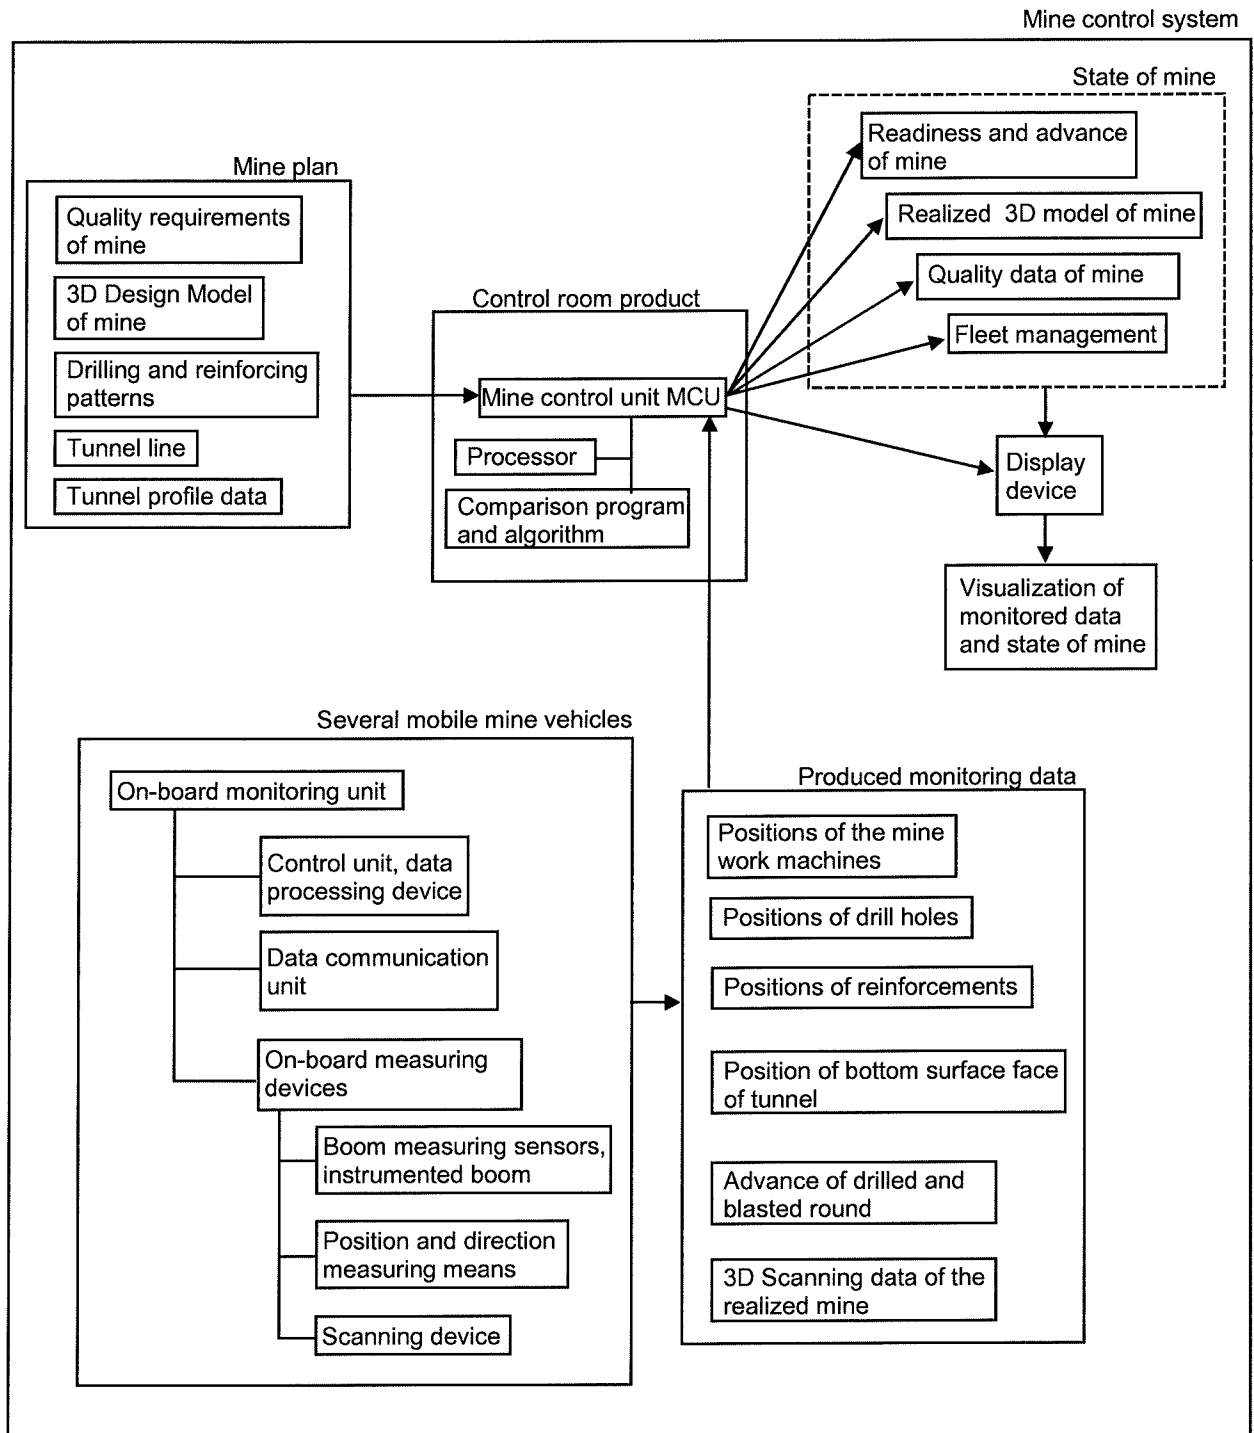 Mine control system
State of mine
Readiness and advance
of mine
Realized 3D model of mine
Quality data of mine
Fleet management
Mine plan
Quality requirements
of mine
3D Design Model
of mine
Drilling and reinforcing
patterns
Tunnel line
Tunnel profile data
Control room product
Mine control unit MCU
Processor
Comparison program
and algorithm
Display
device
Visualization of
monitored data
and state of mine
Several mobile mine vehicles
On-board monitoring unit
Control unit, data
processing device
Data communication
unit
On-board measuring
devices
Boom measuring sensors,
instrumented boom
Position and direction
measuring means
Scanning device
Produced monitoring data
Positions of the mine
work machines
Positions of drill holes
Positions of reinforcements
Position of bottom surface face
of tunnel
Advance of drilled and
blasted round
3D Scanning data of the
realized mine